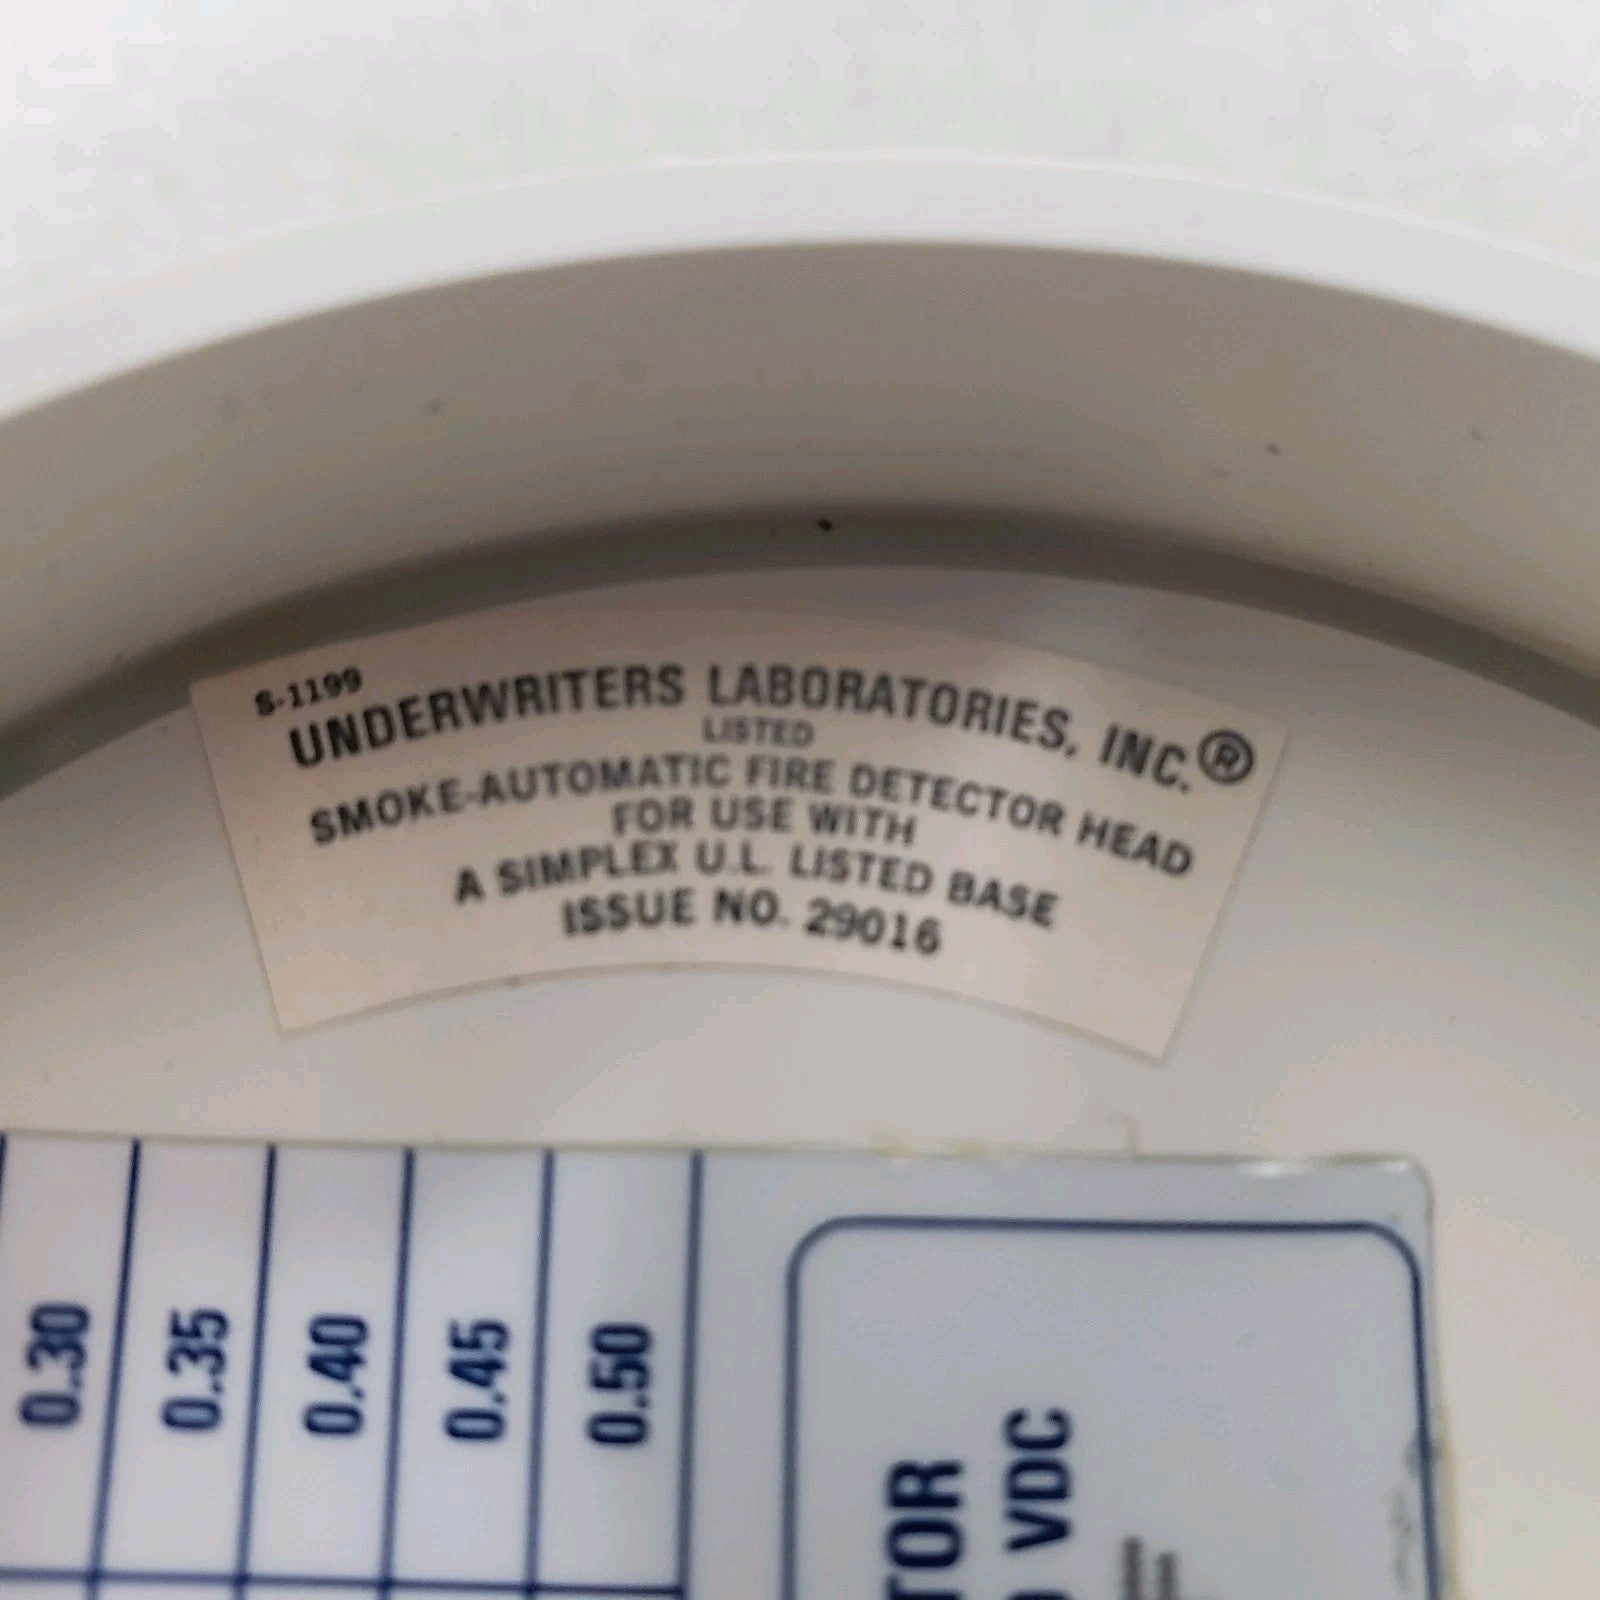 S-1199
UNDERWRITERS LABORATORIES, INC.®
LISTED
SMOKE-AUTOMATIC FIRE DETECTOR HEAD
FOR USE WITH
A SIMPLEX U.L. LISTED BASE
ISSUE NO. 29016
0.30
0.35
0.40
0.45
0.50
TOR
VDC